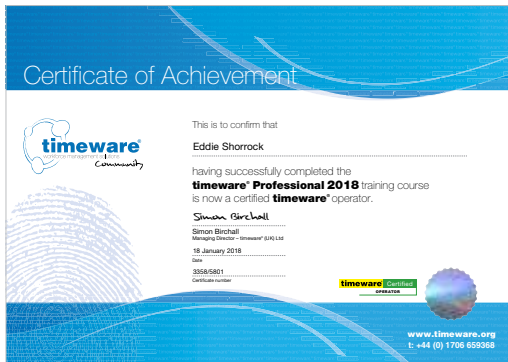 Certificate of Achievement
timeware®
workforce management solutions
Community
This is to confirm that
Eddie Shorrock
having successfully completed the
timeware® Professional 2018 training course
is now a certified timeware® operator.
Simon Birchall
Simon Birchall
Managing Director – timeware® (UK) Ltd
18 January 2018
Date
3358/5801
Certificate number
timeware Certified
OPERATOR
www.timeware.org
t: +44 (0) 1706 659368